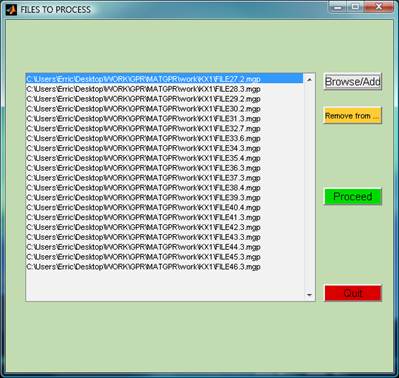 FILES TO PROCESS
C:\Users\Erric\Desktop\WORK\GPR\MATGPR\work\KX1\FILE27.2.mgp
C:\Users\Erric\Desktop\WORK\GPR\MATGPR\work\KX1\FILE28.3.mgp
C:\Users\Erric\Desktop\WORK\GPR\MATGPR\work\KX1\FILE29.2.mgp
C:\Users\Erric\Desktop\WORK\GPR\MATGPR\work\KX1\FILE30.2.mgp
C:\Users\Erric\Desktop\WORK\GPR\MATGPR\work\KX1\FILE31.3.mgp
C:\Users\Erric\Desktop\WORK\GPR\MATGPR\work\KX1\FILE32.7.mgp
C:\Users\Erric\Desktop\WORK\GPR\MATGPR\work\KX1\FILE33.6.mgp
C:\Users\Erric\Desktop\WORK\GPR\MATGPR\work\KX1\FILE34.3.mgp
C:\Users\Erric\Desktop\WORK\GPR\MATGPR\work\KX1\FILE35.4.mgp
C:\Users\Erric\Desktop\WORK\GPR\MATGPR\work\KX1\FILE36.3.mgp
C:\Users\Erric\Desktop\WORK\GPR\MATGPR\work\KX1\FILE37.3.mgp
C:\Users\Erric\Desktop\WORK\GPR\MATGPR\work\KX1\FILE38.4.mgp
C:\Users\Erric\Desktop\WORK\GPR\MATGPR\work\KX1\FILE39.3.mgp
C:\Users\Erric\Desktop\WORK\GPR\MATGPR\work\KX1\FILE40.4.mgp
C:\Users\Erric\Desktop\WORK\GPR\MATGPR\work\KX1\FILE41.3.mgp
C:\Users\Erric\Desktop\WORK\GPR\MATGPR\work\KX1\FILE42.3.mgp
C:\Users\Erric\Desktop\WORK\GPR\MATGPR\work\KX1\FILE43.3.mgp
C:\Users\Erric\Desktop\WORK\GPR\MATGPR\work\KX1\FILE44.3.mgp
C:\Users\Erric\Desktop\WORK\GPR\MATGPR\work\KX1\FILE45.3.mgp
C:\Users\Erric\Desktop\WORK\GPR\MATGPR\work\KX1\FILE46.3.mgp
Browse/Add
Remove from ...
Proceed
Quit